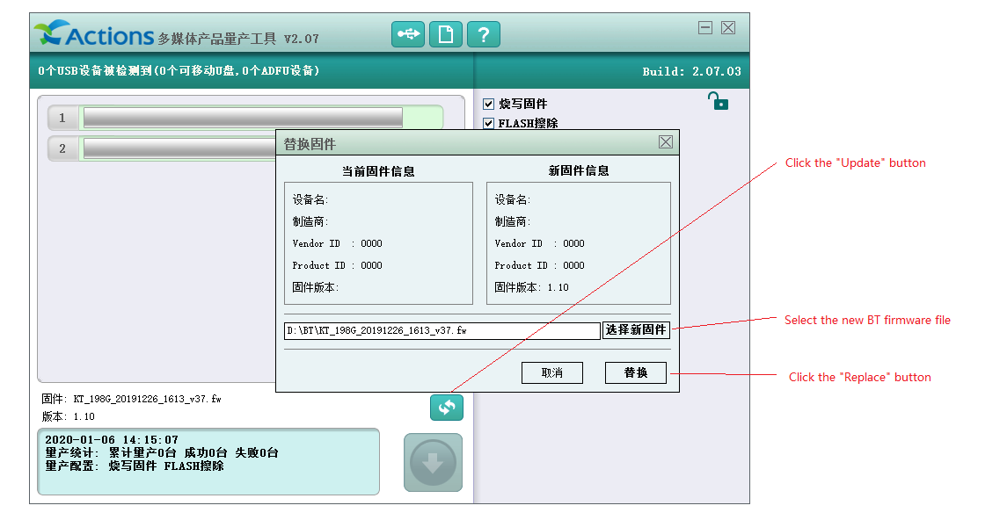 Actions 多媒体产品量产工具 V2.07
?
0个USB设备被检测到(0个可移动U盘,0个ADFU设备)
Build: 2.07.03
1
2
烧写固件
FLASH擦除
替换固件
当前固件信息
设备名:
制造商:
Vendor ID : 0000
Product ID : 0000
固件版本:
新固件信息
设备名:
制造商:
Vendor ID : 0000
Product ID : 0000
固件版本: 1.10
D:\BT\KT_198G_20191226_1613_v37.fw
选择新固件
取消
替换
Click the "Update" button
Select the new BT firmware file
Click the "Replace" button
固件: KT_198G_20191226_1613_v37.fw
版本: 1.10
2020-01-06 14:15:07
量产统计: 累计量产0台 成功0台 失败0台
量产配置: 烧写固件 FLASH擦除